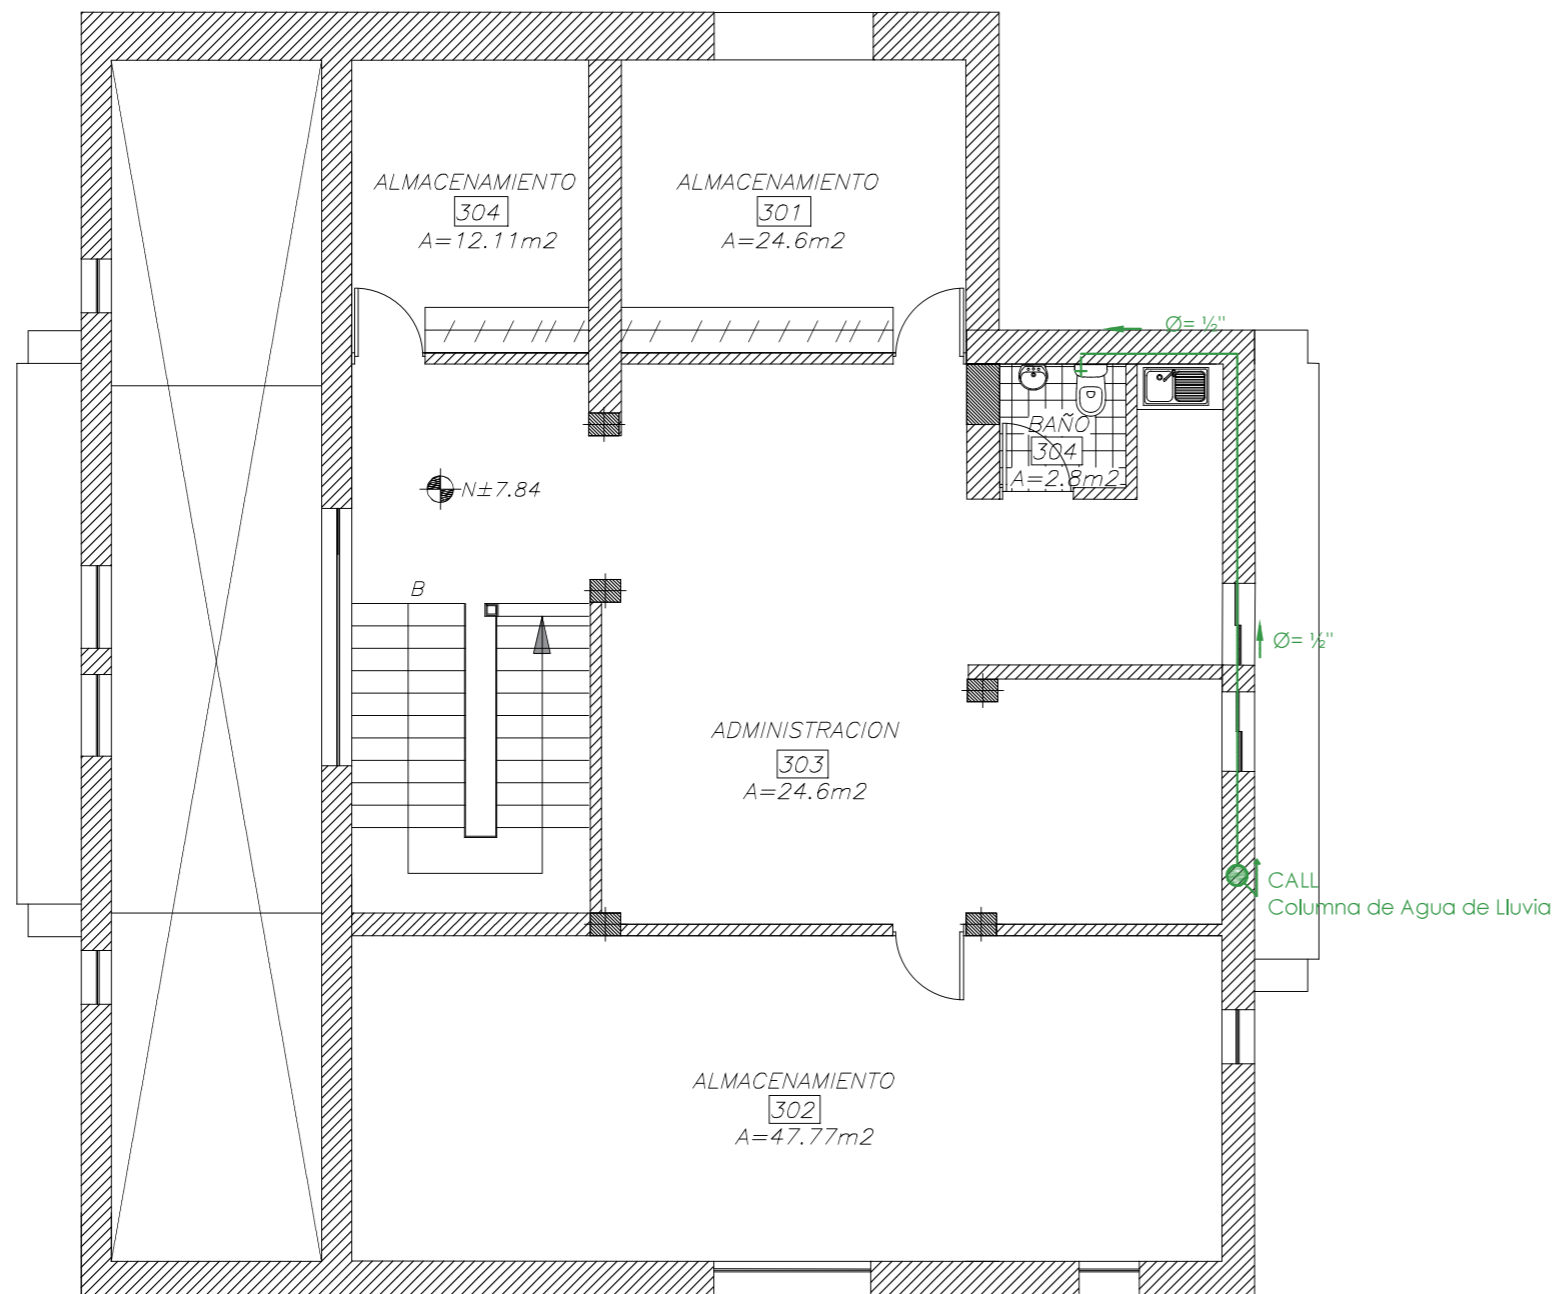 ALMACENAMIENTO
304
A=12.11m2
ALMACENAMIENTO
301
A=24.6m2
Ø= ½"
BAÑO
304
A=2.8m2
N±7.84
B
Ø= ½"
ADMINISTRACION
303
A=24.6m2
CALL
Columna de Agua de Lluvia
ALMACENAMIENTO
302
A=47.77m2